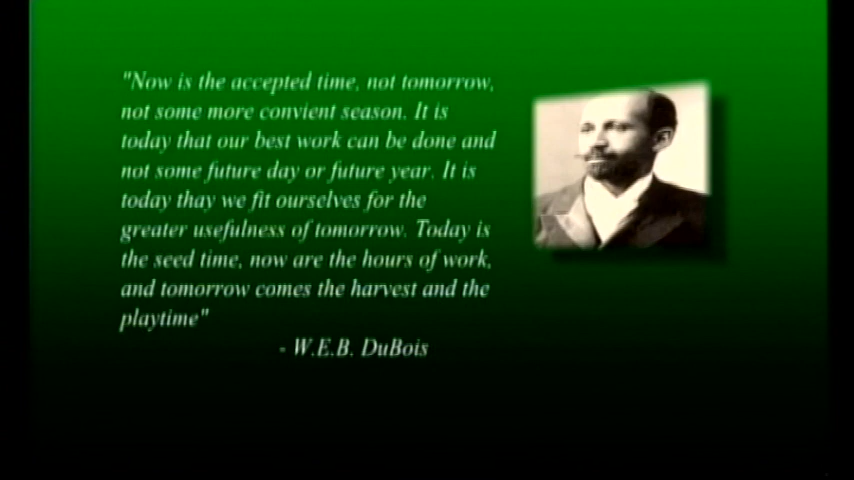 "Now is the accepted time, not tomorrow,
not some more convient season. It is
today that our best work can be done and
not some future day or future year. It is
today thay we fit ourselves for the
greater usefulness of tomorrow. Today is
the seed time, now are the hours of work,
and tomorrow comes the harvest and the
playtime"
- W.E.B. DuBois